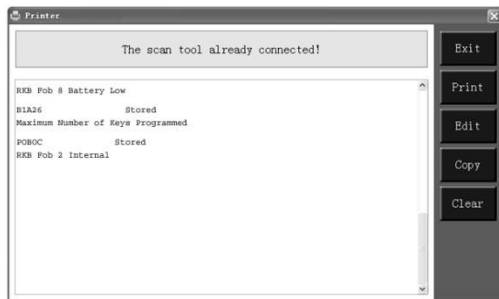 Printer
The scan tool already connected!
Exit
RKB Fob 8 Battery Low
Print
B1A26 Stored
Maximum Number of Keys Programmed
Edit
POBOC Stored
RKB Fob 2 Internal
Copy
Clear